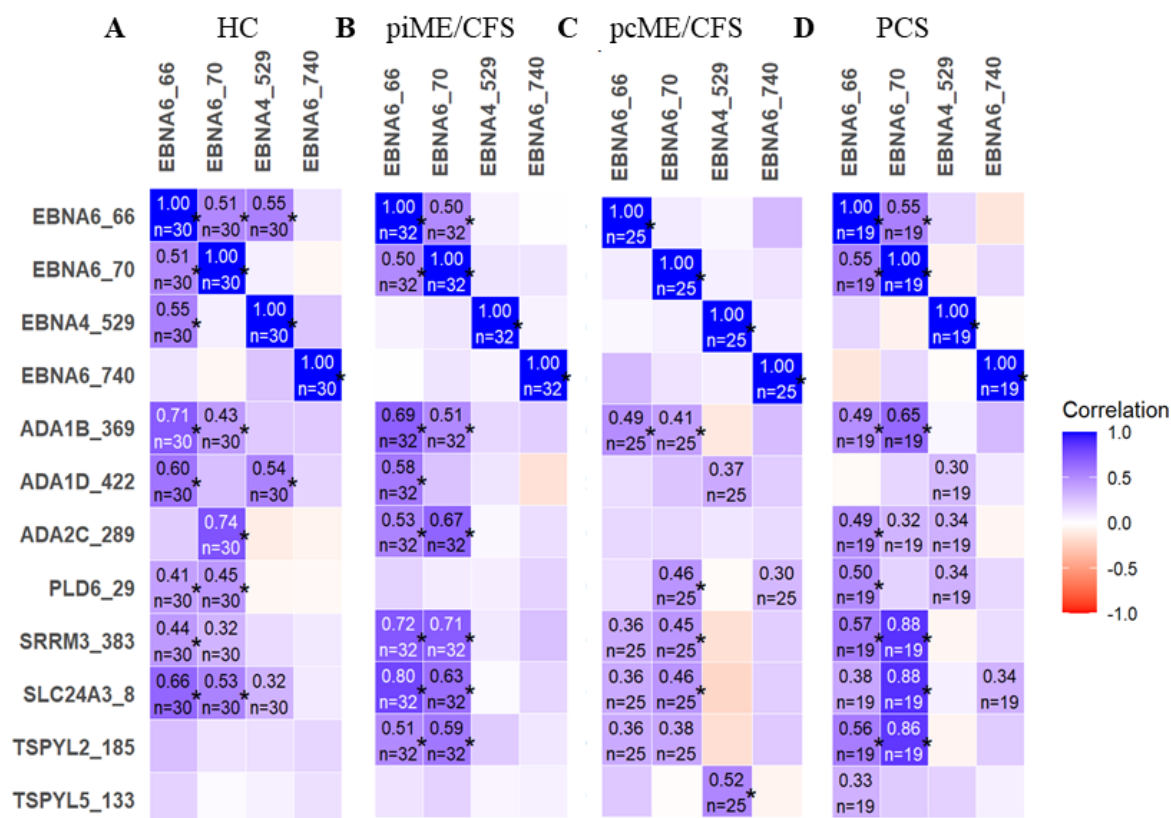 A HC B piME/CFS C pcME/CFS D PCS
EBNA6_66 EBNA6_70 EBNA4_529 EBNA6_740 EBNA6_66 EBNA6_70 EBNA4_529 EBNA6_740 EBNA6_66 EBNA6_70 EBNA4_529 EBNA6_740 EBNA6_66 EBNA6_70 EBNA4_529 EBNA6_740
EBNA6_66 1.00 0.51 0.55 1.00 0.50 1.00 1.00 0.55
n=30* n=30* n=30* n=32* n=32* n=25* n=19* n=19*
EBNA6_70 0.51 1.00 0.50 1.00 1.00 0.55 1.00
n=30* n=30* n=32* n=32* n=25* n=19* n=19*
EBNA4_529 0.55 1.00 1.00 1.00 1.00
n=30* n=30* n=32* n=25* n=19*
EBNA6_740 1.00 1.00 1.00 1.00
n=30* n=32* n=25* n=19*
ADA1B_369 0.71 0.43 0.69 0.51 0.49 0.41 0.49 0.65
n=30* n=30* n=32* n=32* n=25* n=25* n=19* n=19*
ADA1D_422 0.60 0.54 0.58 0.37 0.30
n=30* n=30* n=32* n=25 n=19
ADA2C_289 0.74 0.53 0.67 0.49 0.32 0.34
n=30* n=32* n=32* n=19* n=19 n=19
PLD6_29 0.41 0.45 0.46 0.30 0.50 0.34
n=30* n=30* n=25* n=25 n=19* n=19
SRRM3_383 0.44 0.32 0.72 0.71 0.36 0.45 0.57 0.88
n=30* n=30 n=32* n=32* n=25 n=25* n=19* n=19*
SLC24A3_8 0.66 0.53 0.32 0.80 0.63 0.36 0.46 0.38 0.88 0.34
n=30* n=30* n=30 n=32* n=32* n=25 n=25* n=19 n=19* n=19
TSPYL2_185 0.51 0.59 0.36 0.38 0.56 0.86
n=32* n=32* n=25 n=25 n=19* n=19*
TSPYL5_133 0.52 0.33
n=25* n=19
Correlation
1.0
0.5
0.0
-0.5
-1.0